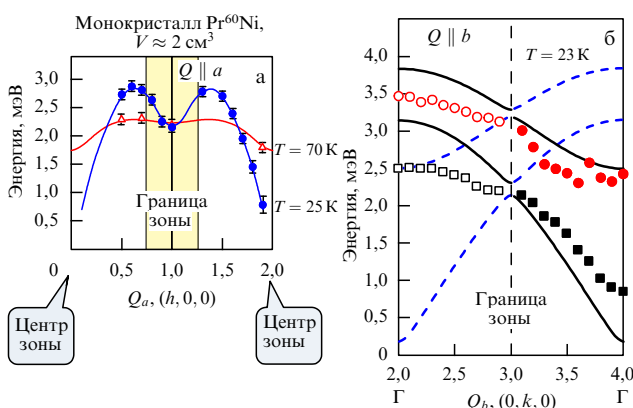 Монокристалл Pr⁶⁰Ni,
V ≈ 2 см³
Q ∥ a
а
Энергия, мэВ
3,0
2,5
2,0
1,5
1,0
0,5
0
0,5
1,0
1,5
2,0
T = 70 К
T = 25 К
Граница
зоны
Qa, (h, 0, 0)
Центр
зоны
Центр
зоны
Q ∥ b
б
T = 23 К
Энергия, мэВ
4,0
3,5
3,0
2,5
2,0
1,5
1,0
0,5
0
Граница
зоны
2,0
2,5
3,0
3,5
4,0
Γ
Γ
Qb, (0, k, 0)